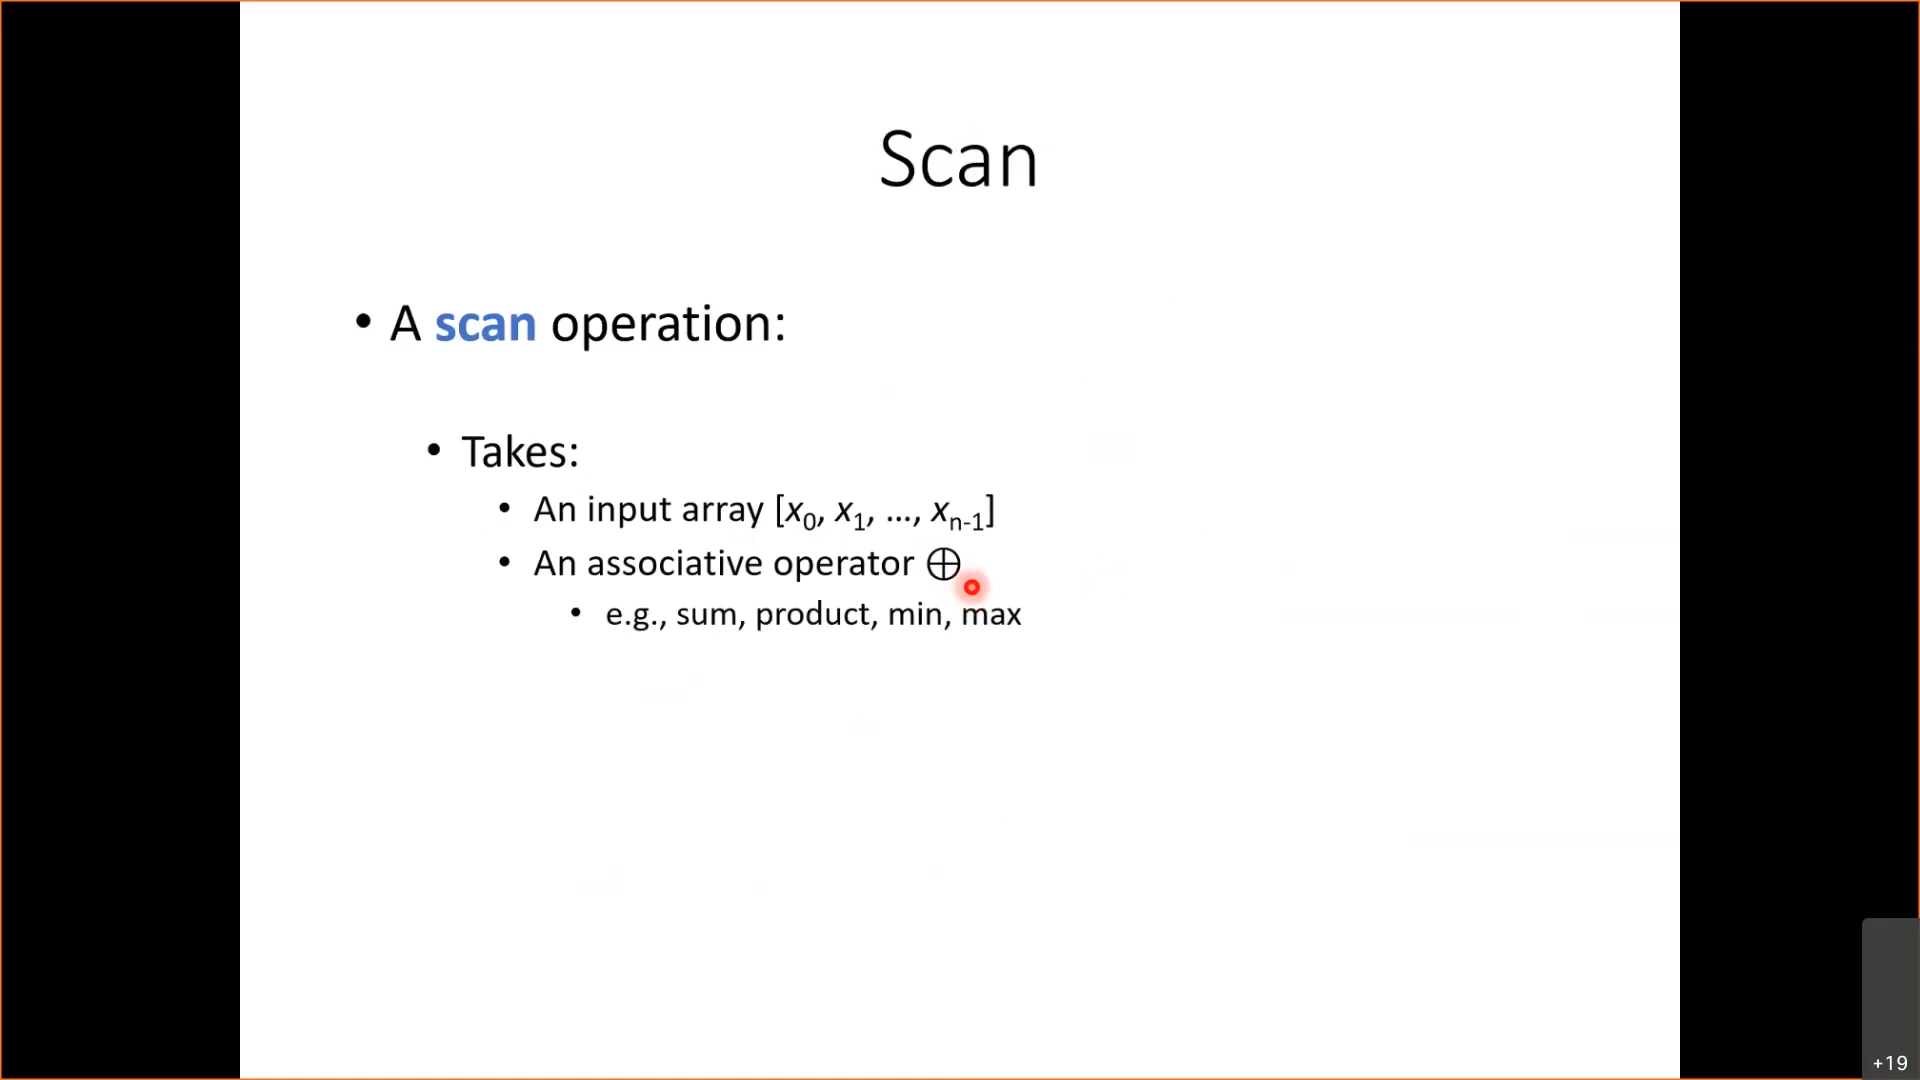 Scan
• A scan operation:
• Takes:
• An input array [x₀, x₁, …, xₙ₋₁]
• An associative operator ⊕
• e.g., sum, product, min, max
+19